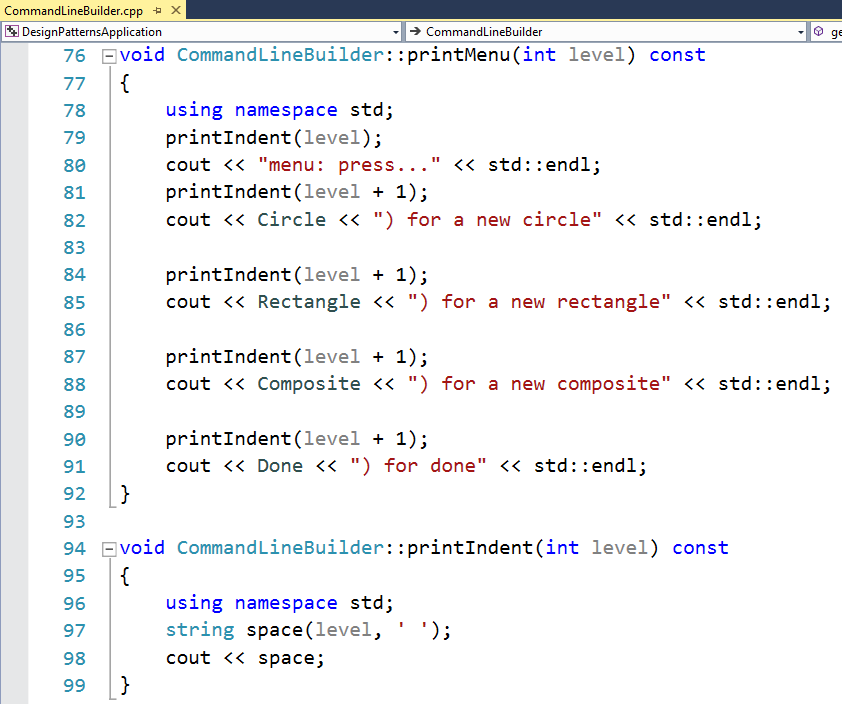 CommandLineBuilder.cpp
DesignPatternsApplication CommandLineBuilder ge
76 void CommandLineBuilder::printMenu(int level) const
77 {
78 using namespace std;
79 printIndent(level);
80 cout << "menu: press..." << std::endl;
81 printIndent(level + 1);
82 cout << Circle << ") for a new circle" << std::endl;
83
84 printIndent(level + 1);
85 cout << Rectangle << ") for a new rectangle" << std::endl;
86
87 printIndent(level + 1);
88 cout << Composite << ") for a new composite" << std::endl;
89
90 printIndent(level + 1);
91 cout << Done << ") for done" << std::endl;
92 }
93
94 void CommandLineBuilder::printIndent(int level) const
95 {
96 using namespace std;
97 string space(level, ' ');
98 cout << space;
99 }